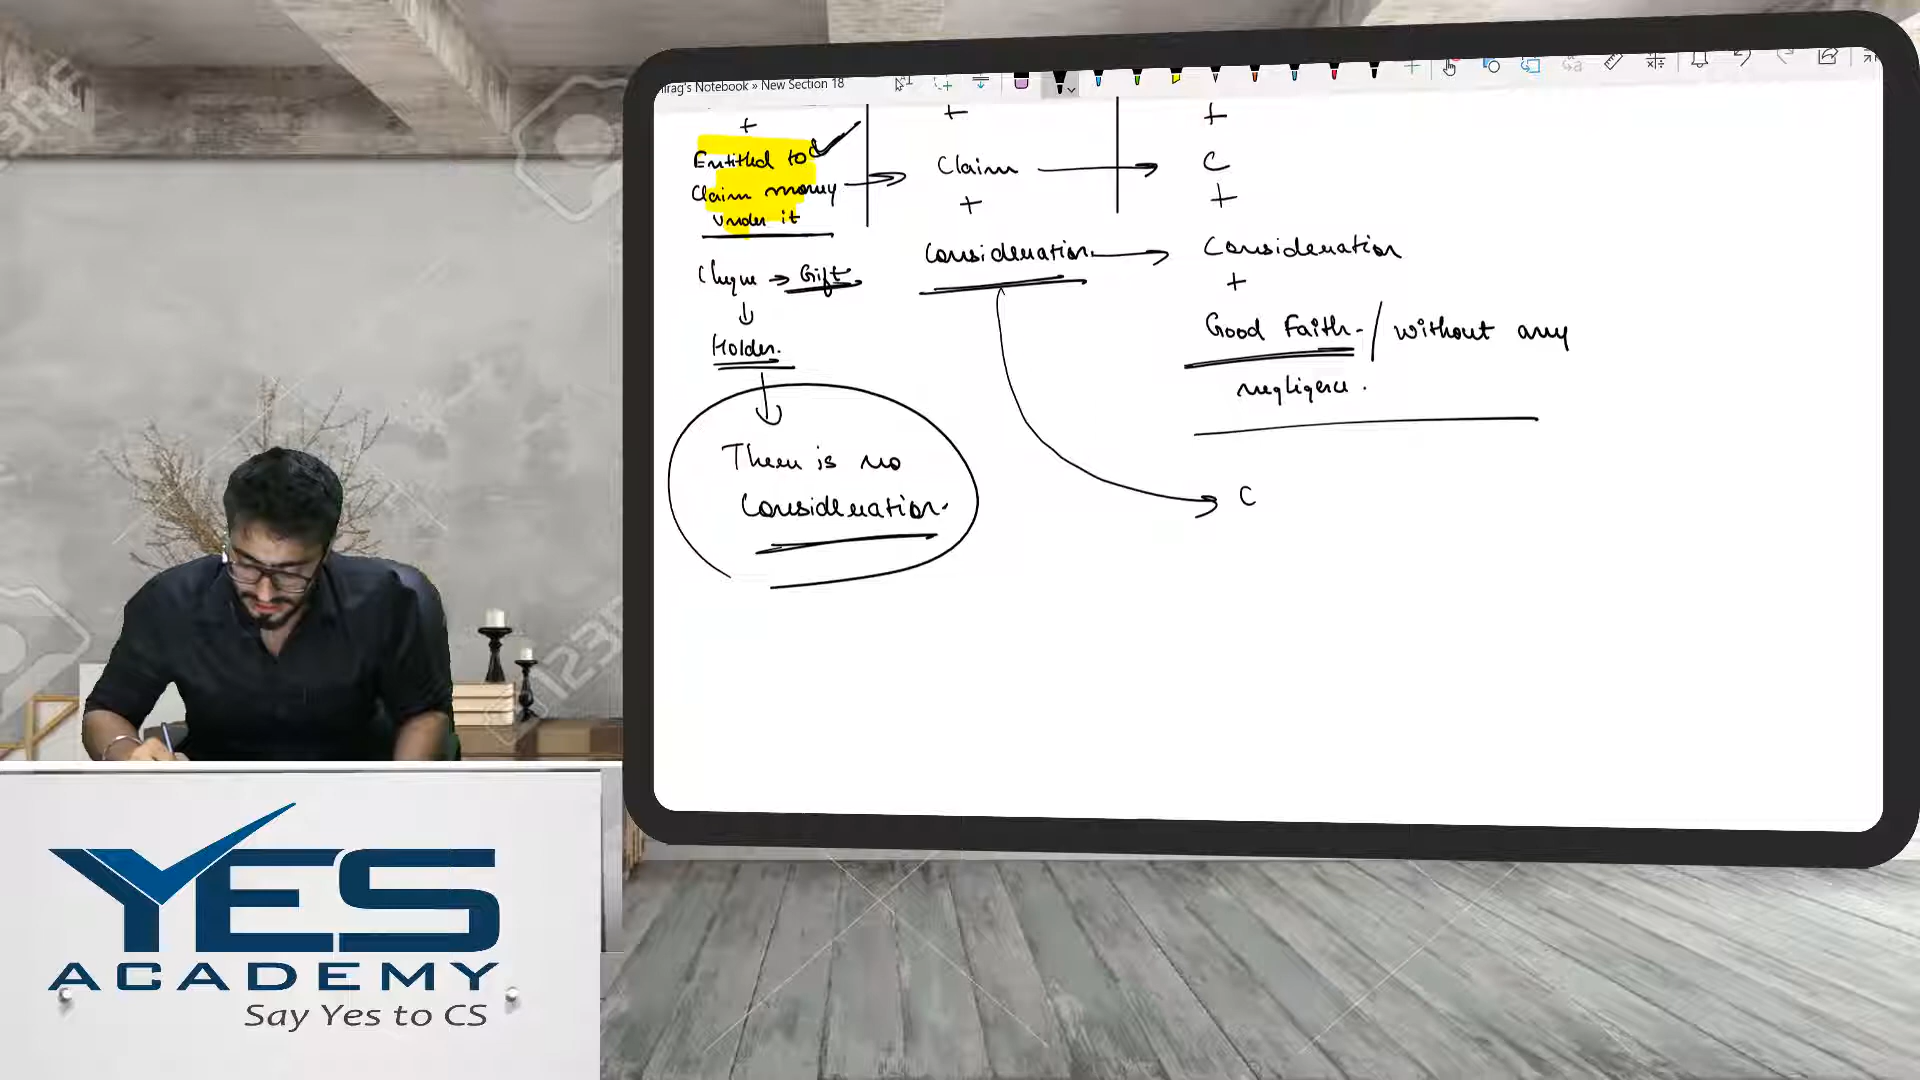 irag's Notebook » New Section 18
+
Entitled to
Claim money
under it
Cheque → Gift
Holder.
There is no
Consideration.
+
Claim
+
Consideration
+
C
+
Consideration
+
Good Faith / without any
negligence.
C
YES
ACADEMY
Say Yes to CS